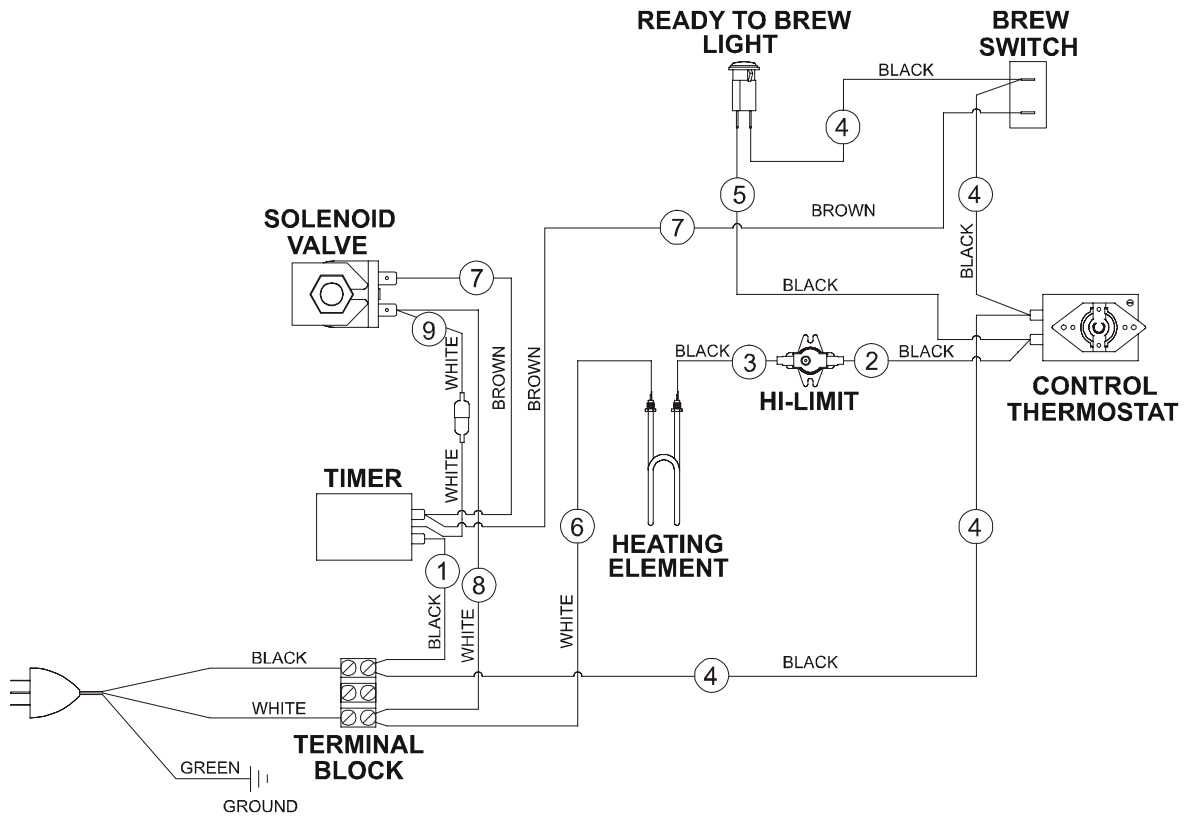 READY TO BREW
LIGHT
BREW
SWITCH
BLACK
4
5
4
BROWN
7
BLACK
SOLENOID
VALVE
7
BLACK
9
WHITE
BROWN
BROWN
BLACK
3
2
BLACK
HI-LIMIT
CONTROL
THERMOSTAT
WHITE
TIMER
6
4
HEATING
ELEMENT
1
8
BLACK
WHITE
WHITE
BLACK
4
BLACK
WHITE
TERMINAL
BLOCK
GREEN
GROUND